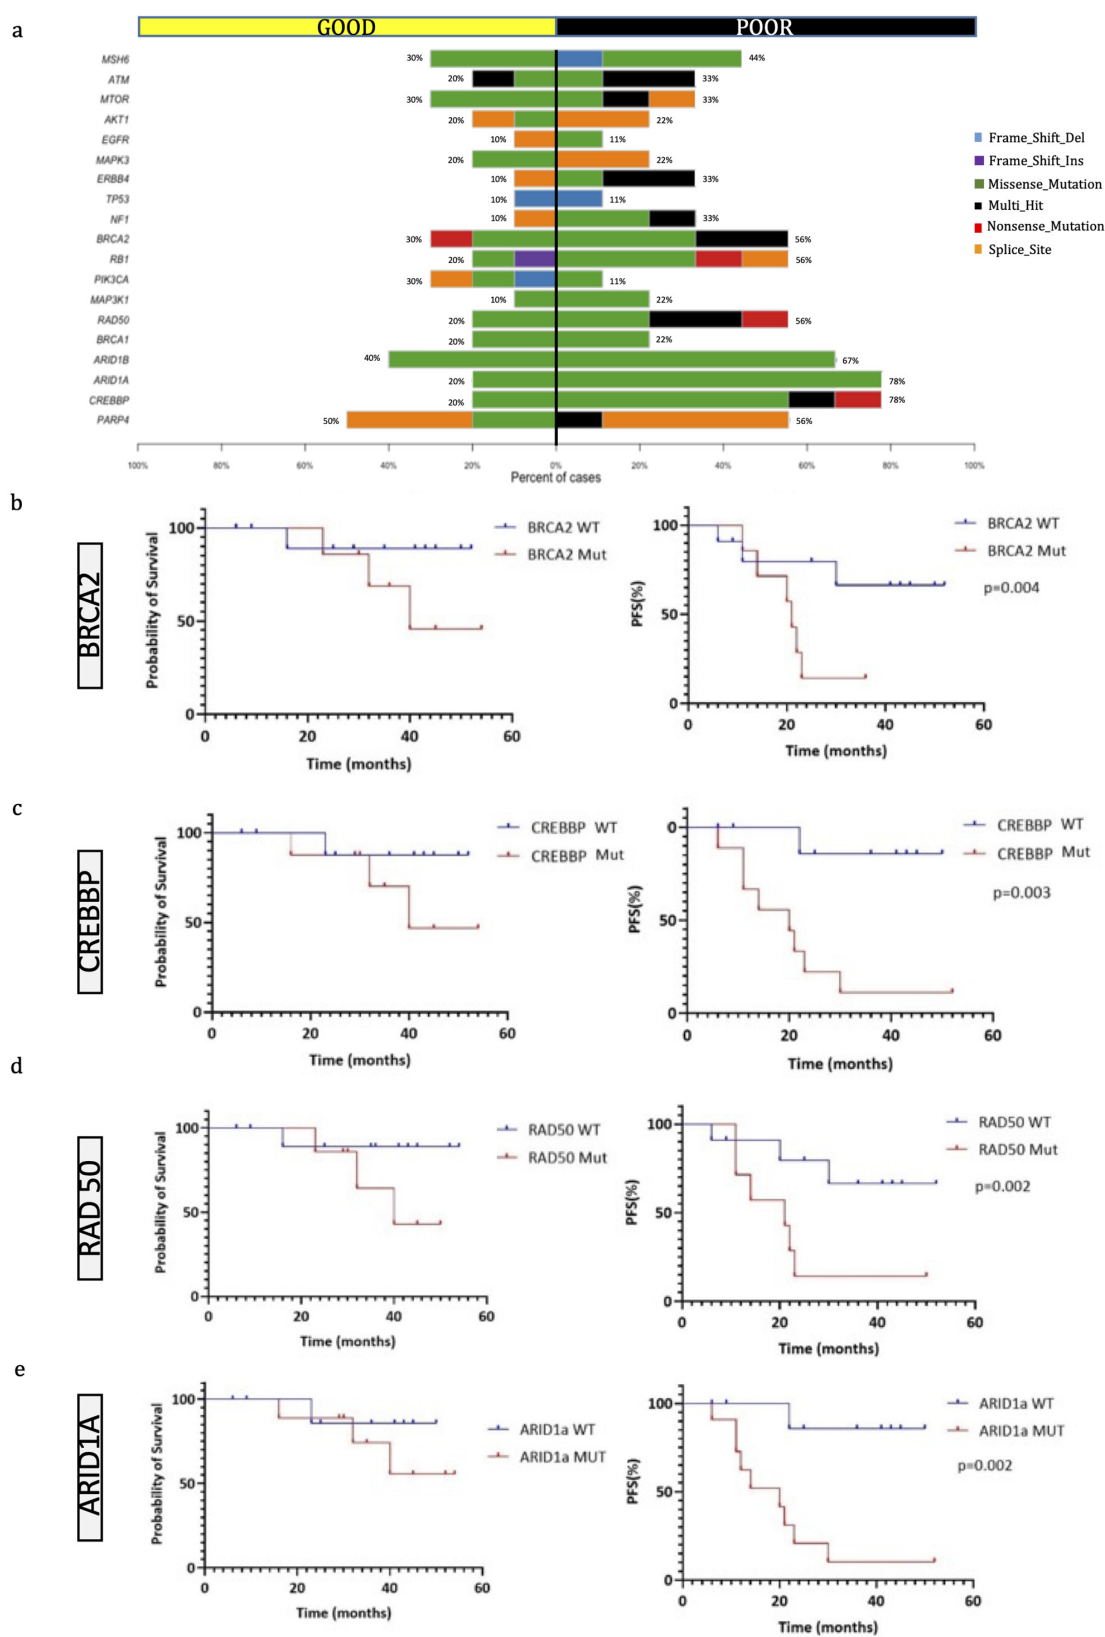 a
GOOD POOR
MSH6 30% 44%
ATM 20% 33%
MTOR 30% 33%
AKT1 20% 22%
EGFR 10% 11%
MAPK3 20% 22%
ERBB4 10% 33%
TP53 10% 11%
NF1 10% 33%
BRCA2 30% 56%
RB1 20% 56%
PIK3CA 30% 11%
MAP3K1 10% 22%
RAD50 20% 56%
BRCA1 20% 22%
ARID1B 40% 67%
ARID1A 20% 78%
CREBBP 20% 78%
PARP4 50% 56%
100% 80% 60% 40% 20% 0% 20% 40% 60% 80% 100%
Percent of cases
Frame_Shift_Del
Frame_Shift_Ins
Missense_Mutation
Multi_Hit
Nonsense_Mutation
Splice_Site
b
BRCA2
Probability of Survival
100
50
0
0 20 40 60
Time (months)
BRCA2 WT
BRCA2 Mut
PFS(%)
100
50
0
0 20 40 60
Time (months)
BRCA2 WT
BRCA2 Mut
p=0.004
c
CREBBP
Probability of Survival
100
50
0
0 20 40 60
Time (months)
CREBBP WT
CREBBP Mut
PFS(%)
0
50
0
0 20 40 60
Time (months)
CREBBP WT
CREBBP Mut
p=0.003
d
RAD 50
Probability of Survival
100
50
0
0 20 40 60
Time (months)
RAD50 WT
RAD50 Mut
PFS(%)
100
50
0
0 20 40 60
Time (months)
RAD50 WT
RAD50 Mut
p=0.002
e
ARID1A
Probability of Survival
100
50
0
0 20 40 60
Time (months)
ARID1a WT
ARID1a MUT
PFS(%)
100
50
0
0 20 40 60
Time (months)
ARID1a WT
ARID1a MUT
p=0.002